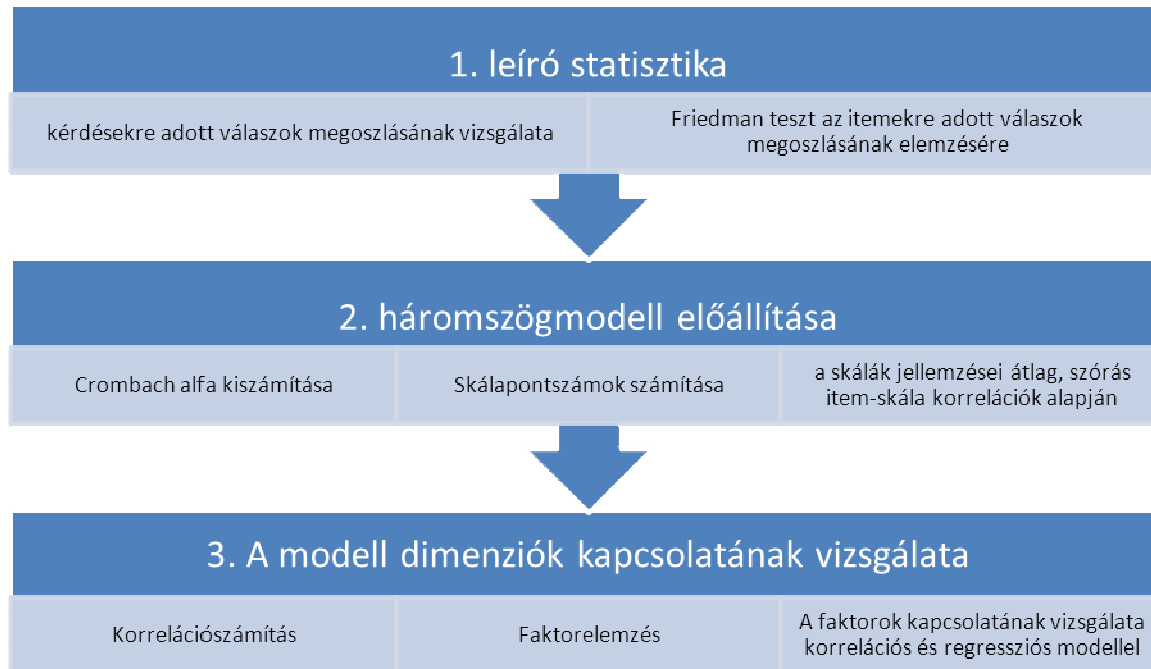 1. leíró statisztika
kérdésekre adott válaszok megoszlásának vizsgálata
Friedman teszt az itemekre adott válaszok
megoszlásának elemzésére
2. háromszögmodell előállítása
Crombach alfa kiszámítása
Skálapontszámok számítása
a skálák jellemzései átlag, szórás
item-skála korrelációk alapján
3. A modell dimenziók kapcsolatának vizsgálata
Korrelációszámítás
Faktorelemzés
A faktorok kapcsolatának vizsgálata
korrelációs és regressziós modellel